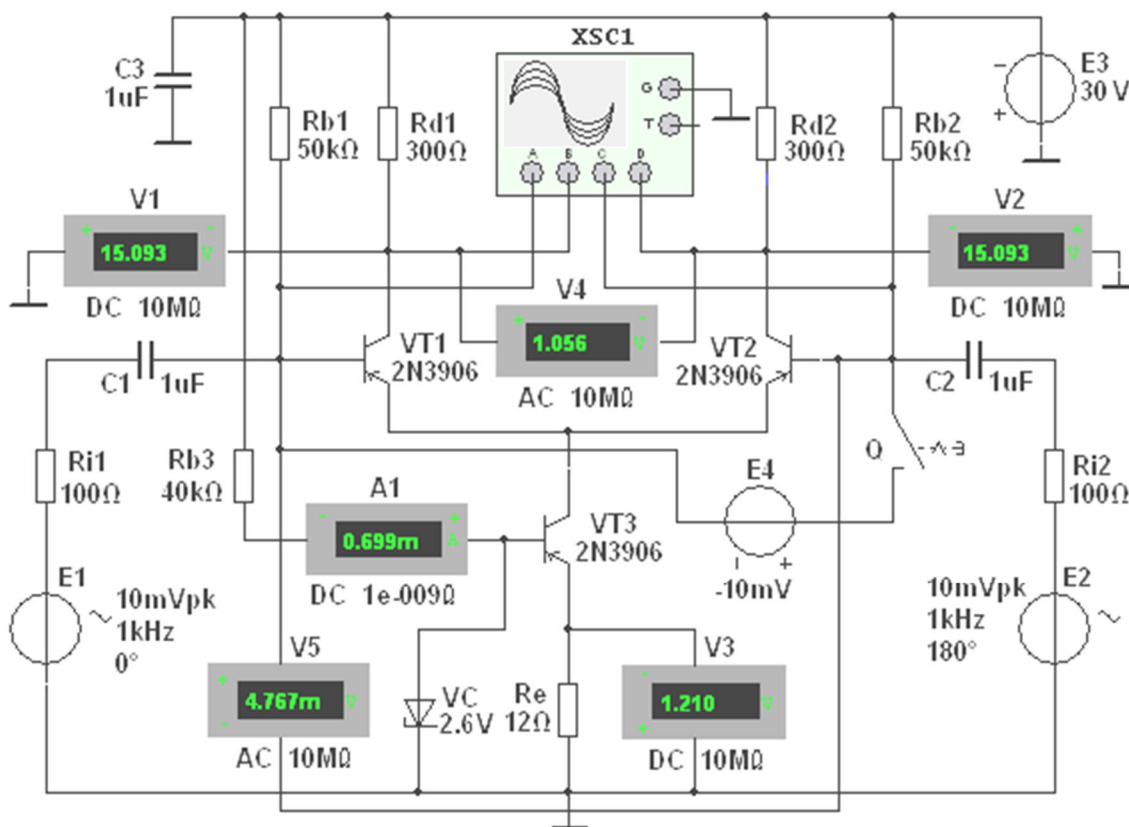 XSC1
C3
1uF
Rb1
50kΩ
Rd1
300Ω
G
T
A
B
C
D
Rd2
300Ω
Rb2
50kΩ
E3
30 V
−
+
V1
+
-
15.093
V
DC 10MΩ
V2
-
+
15.093
V
DC 10MΩ
V4
+
-
1.056
V
AC 10MΩ
C1
1uF
VT1
2N3906
VT2
2N3906
C2
1uF
Ri1
100Ω
Rb3
40kΩ
A1
-
+
0.699m
A
DC 1e-009Ω
VT3
2N3906
E4
-
+
-10mV
Q
Ri2
100Ω
E1
10mVpk
1kHz
0°
E2
10mVpk
1kHz
180°
V5
+
-
4.767m
V
AC 10MΩ
VC
2.6V
Re
12Ω
V3
-
+
1.210
V
DC 10MΩ